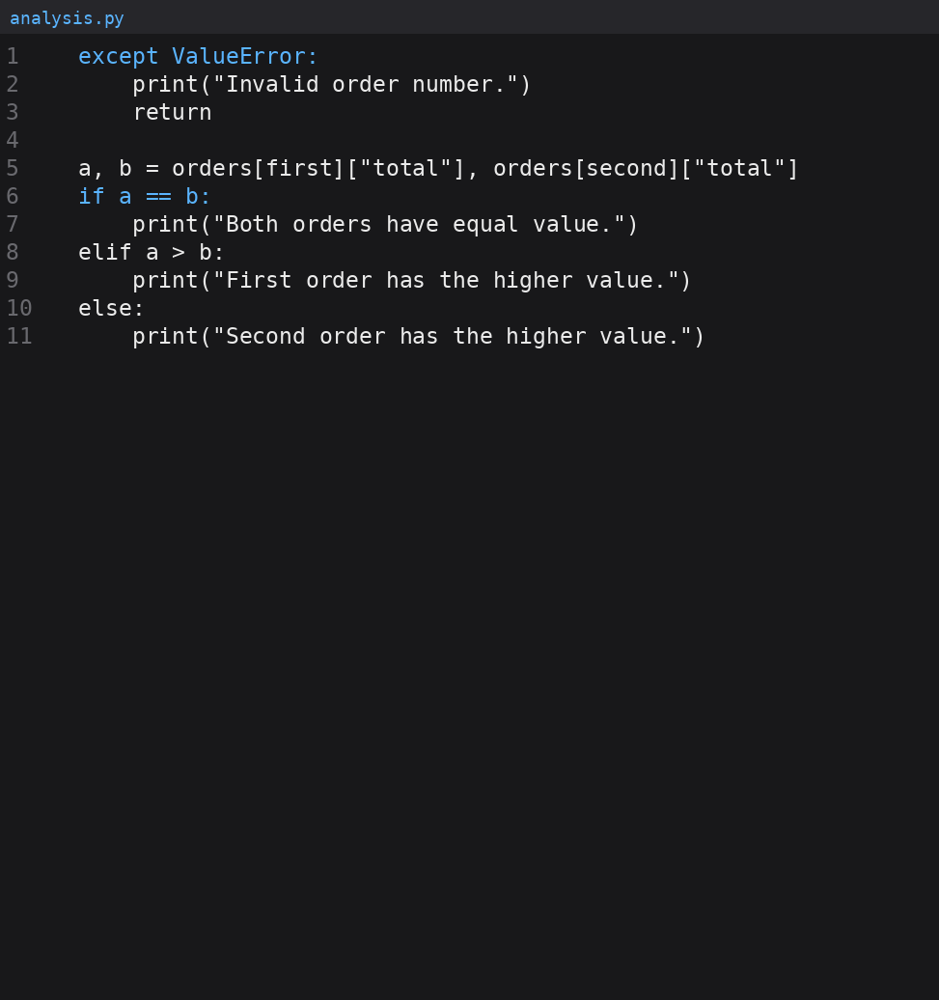 analysis.py
1    except ValueError:
2        print("Invalid order number.")
3        return
4
5    a, b = orders[first]["total"], orders[second]["total"]
6    if a == b:
7        print("Both orders have equal value.")
8    elif a > b:
9        print("First order has the higher value.")
10    else:
11        print("Second order has the higher value.")